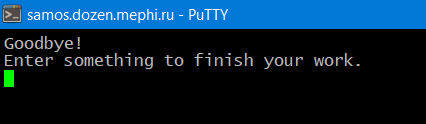 samos.dozen.mephi.ru - PuTTY
Goodbye!
Enter something to finish your work.